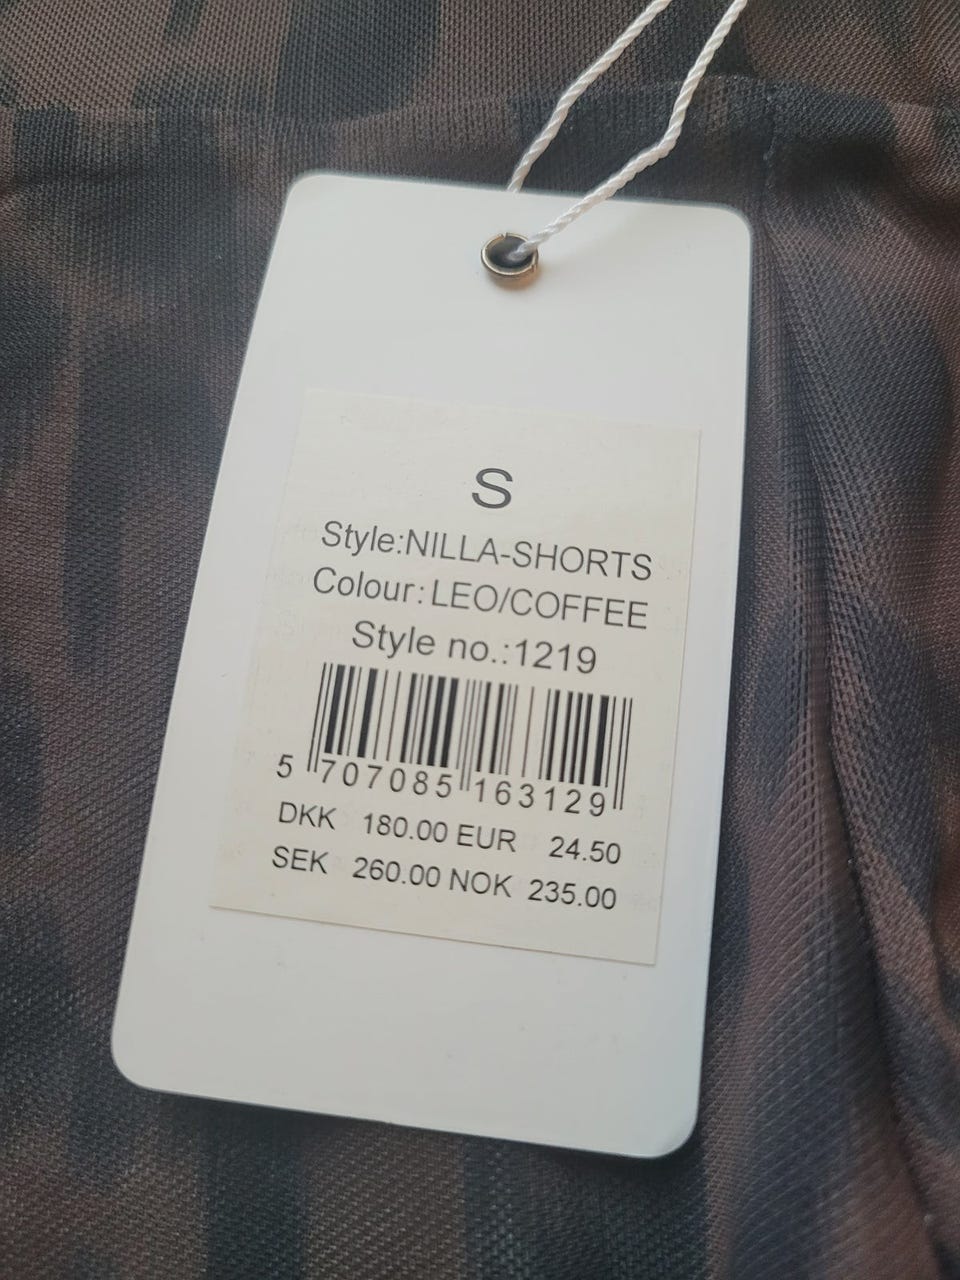 S
Style:NILLA-SHORTS
Colour: LEO/COFFEE
Style no.:1219
5 707085 163129
DKK 180.00 EUR 24.50
SEK 260.00 NOK 235.00